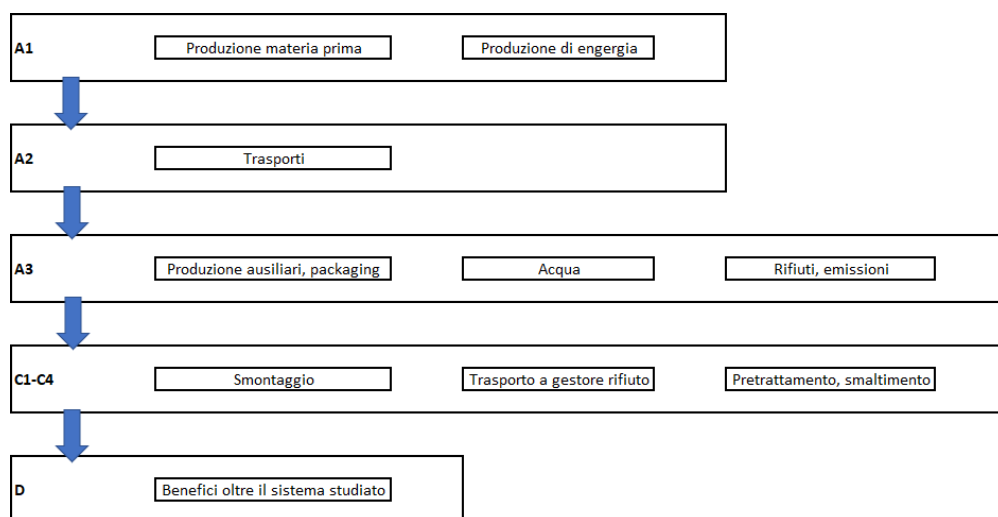 A1 Produzione materia prima Produzione di engergia
A2 Trasporti
A3 Produzione ausiliari, packaging Acqua Rifiuti, emissioni
C1-C4 Smontaggio Trasporto a gestore rifiuto Pretrattamento, smaltimento
D Benefici oltre il sistema studiato